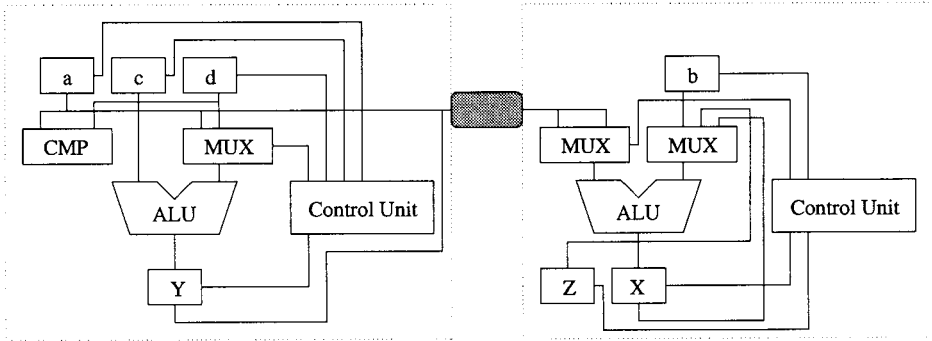 a c d
b
CMP MUX
MUX MUX
ALU Control Unit
ALU Control Unit
Y
Z X